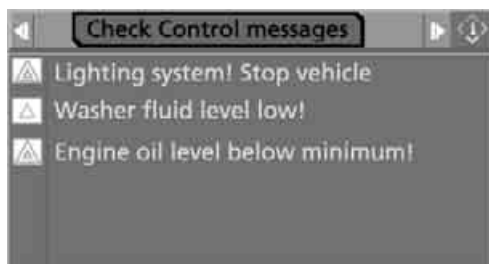 Check Control messages
Lighting system! Stop vehicle
Washer fluid level low!
Engine oil level below minimum!